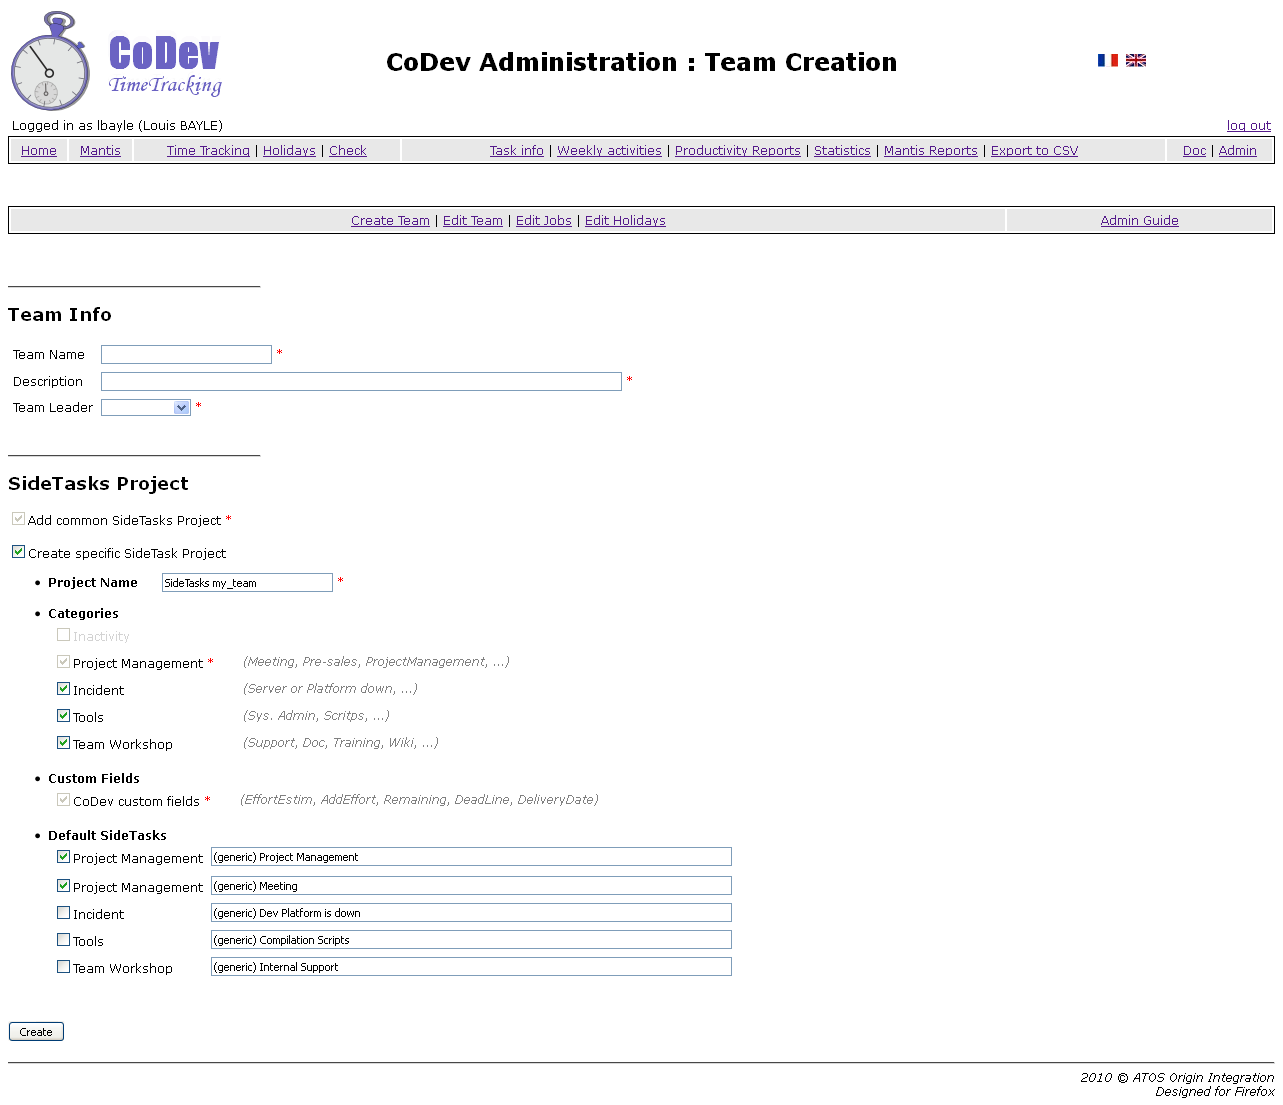 CoDev
TimeTracking
CoDev Administration : Team Creation
Logged in as lbayle (Louis BAYLE)
log out
Home Mantis Time Tracking | Holidays | Check Task info | Weekly activities | Productivity Reports | Statistics | Mantis Reports | Export to CSV Doc | Admin
Create Team | Edit Team | Edit Jobs | Edit Holidays Admin Guide
Team Info
Team Name *
Description *
Team Leader *
SideTasks Project
Add common SideTasks Project *
Create specific SideTask Project
• Project Name SideTasks my_team *
• Categories
Inactivity
Project Management * (Meeting, Pre-sales, ProjectManagement, ...)
Incident (Server or Platform down, ...)
Tools (Sys. Admin, Scritps, ...)
Team Workshop (Support, Doc, Training, Wiki, ...)
• Custom Fields
CoDev custom fields * (EffortEstim, AddEffort, Remaining, DeadLine, DeliveryDate)
• Default SideTasks
Project Management (generic) Project Management
Project Management (generic) Meeting
Incident (generic) Dev Platform is down
Tools (generic) Compilation Scripts
Team Workshop (generic) Internal Support
Create
2010 © ATOS Origin Integration
Designed for Firefox